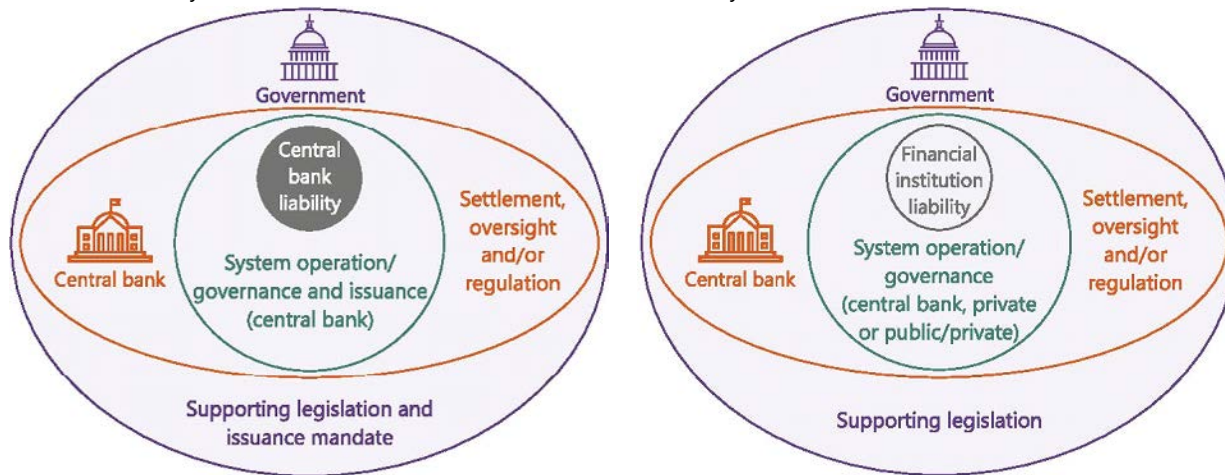 Government
Central
bank
liability
Central bank
System operation/
governance and issuance
(central bank)
Settlement,
oversight
and/or
regulation
Supporting legislation and
issuance mandate
Government
Financial
institution
liability
Central bank
System operation/
governance
(central bank, private
or public/private)
Settlement,
oversight
and/or
regulation
Supporting legislation